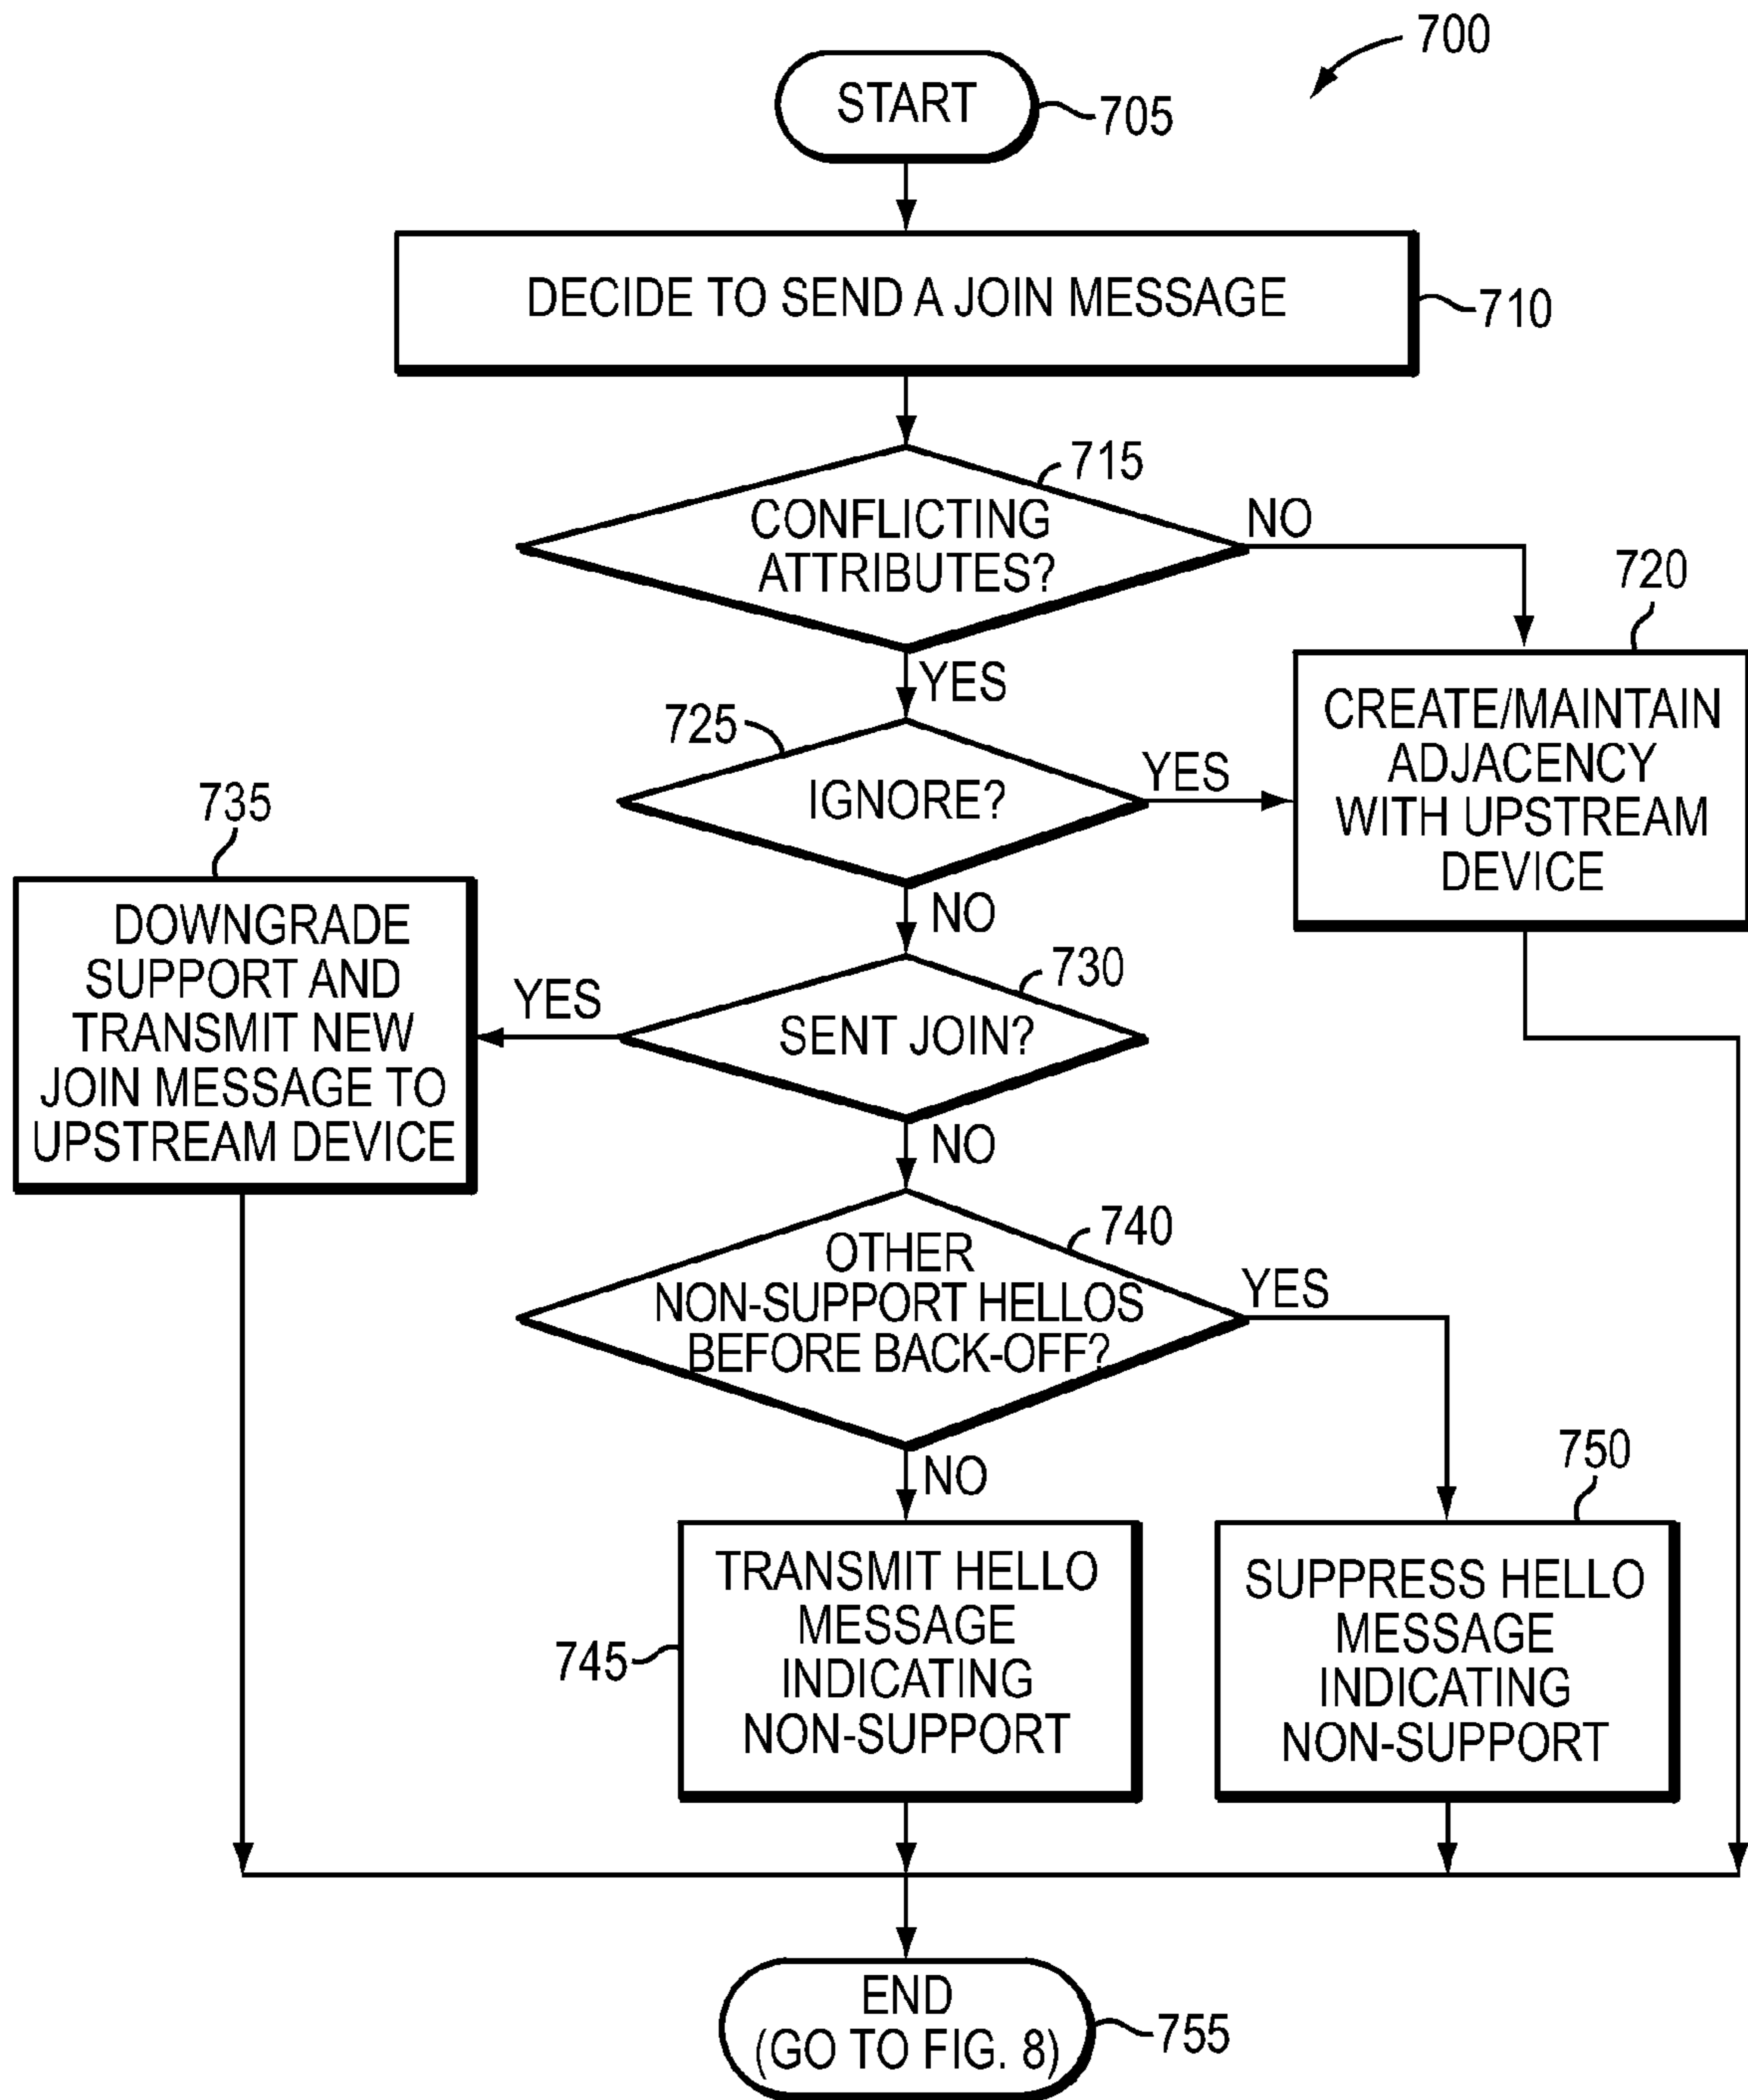 700
START
705
DECIDE TO SEND A JOIN MESSAGE
710
715
CONFLICTING
ATTRIBUTES?
NO
YES
720
CREATE/MAINTAIN
ADJACENCY
WITH UPSTREAM
DEVICE
725
IGNORE?
YES
NO
735
DOWNGRADE
SUPPORT AND
TRANSMIT NEW
JOIN MESSAGE TO
UPSTREAM DEVICE
730
SENT JOIN?
YES
NO
740
OTHER
NON-SUPPORT HELLOS
BEFORE BACK-OFF?
YES
NO
745
TRANSMIT HELLO
MESSAGE
INDICATING
NON-SUPPORT
750
SUPPRESS HELLO
MESSAGE
INDICATING
NON-SUPPORT
END
(GO TO FIG. 8)
755